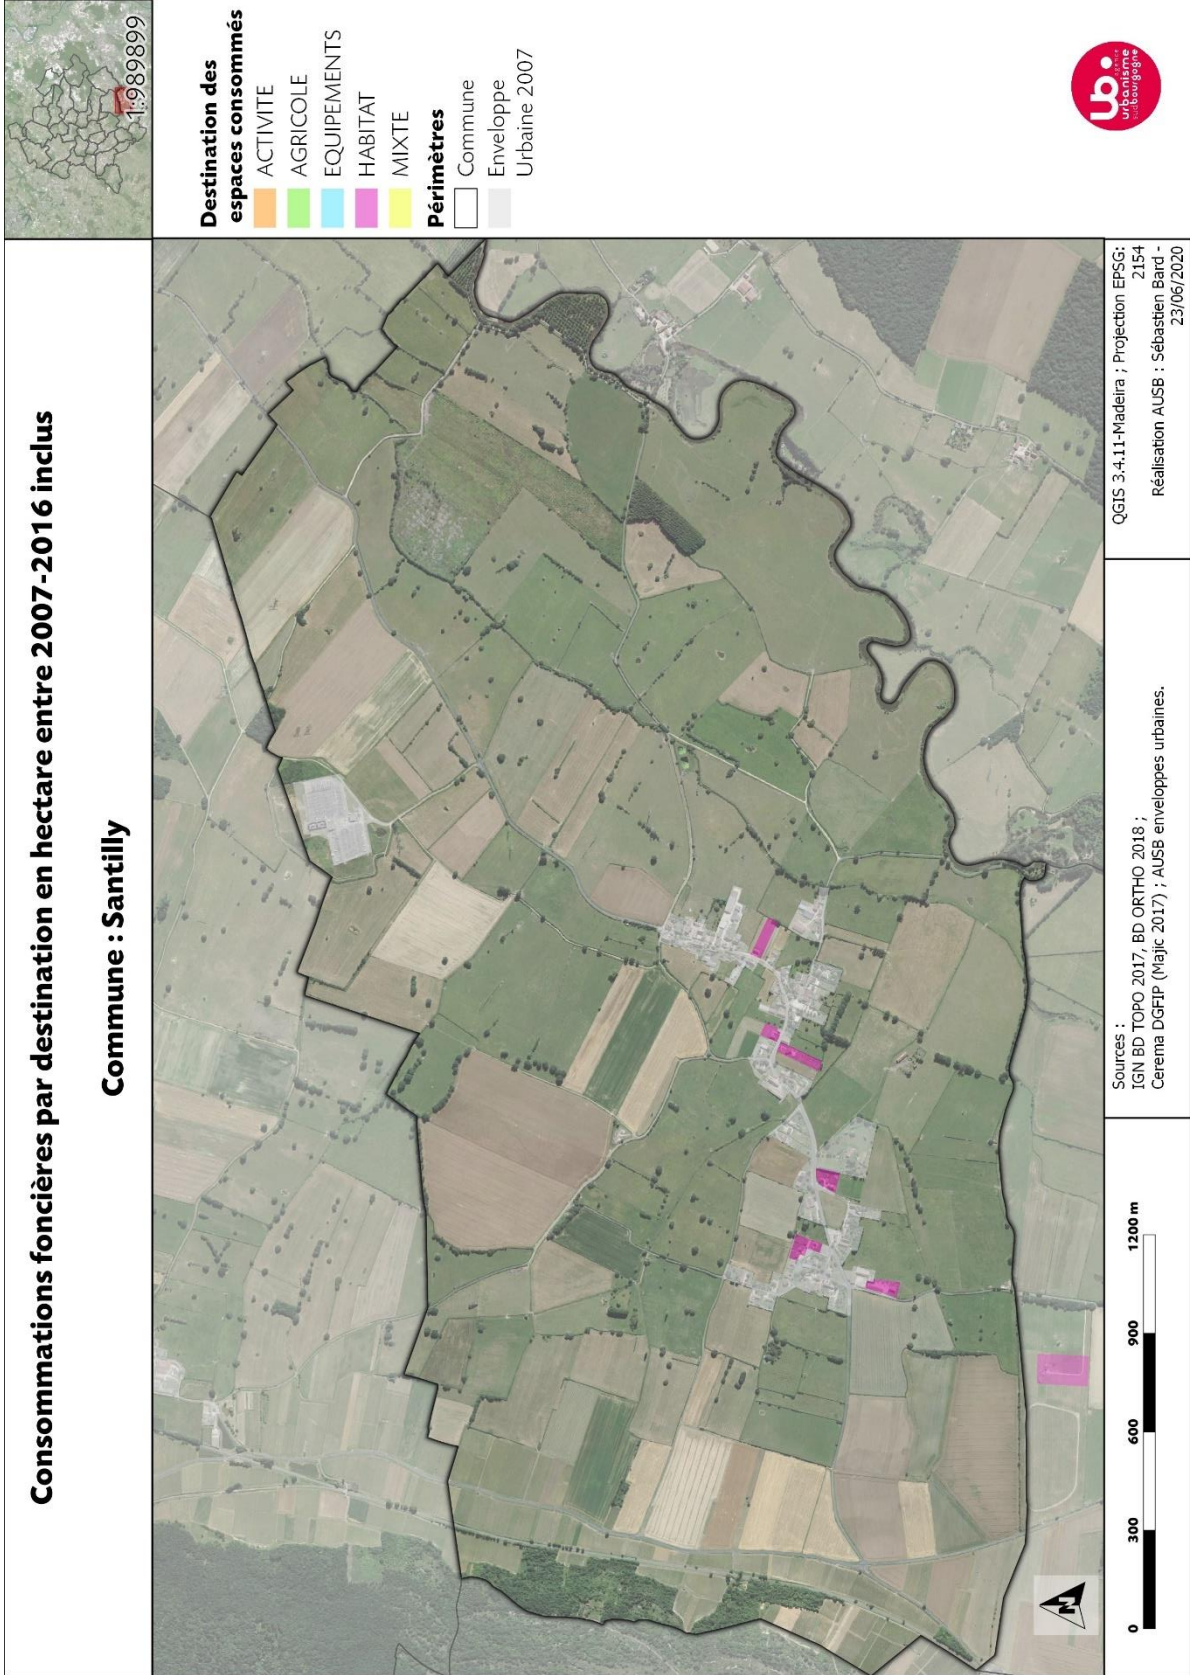 Consommations foncières par destination en hectare entre 2007-2016 inclus
Commune : Santilly
1:989899
Destination des
espaces consommés
ACTIVITE
AGRICOLE
EQUIPEMENTS
HABITAT
MIXTE
Périmètres
Commune
Enveloppe
Urbaine 2007
N
0 300 600 900 1200 m
Sources :
IGN BD TOPO 2017, BD ORTHO 2018 ;
Cerema DGFIP (Majic 2017) ; AUSB enveloppes urbaines.
QGIS 3.4.11-Madeira ; Projection EPSG:
2154
Réalisation AUSB : Sébastien Bard -
23/06/2020
ub.
agence
urbanisme
sudbourgogne